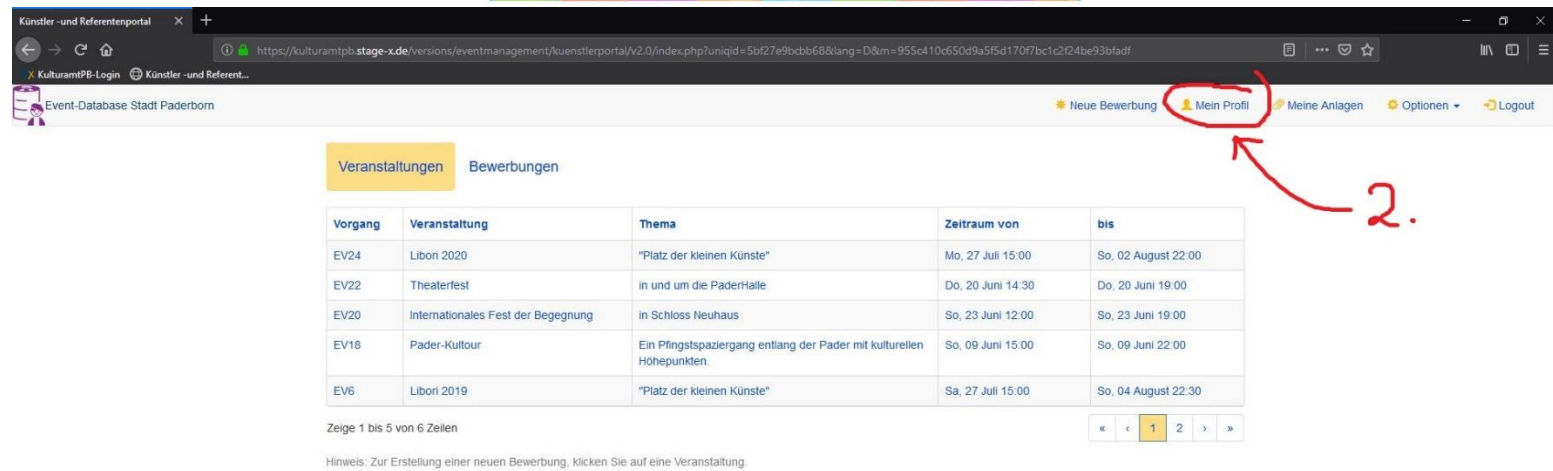 Künstler -und Referentenportal
https://kulturamtpb.stage-x.de/versions/eventmanagement/kuenstlerportal/v2.0/index.php?uniqid=5bf27e9bcbb68&lang=D&m=955c410c650d9a5f5d170f7bc1c2f24be93bfadf
KulturamtPB-Login Künstler -und Referent...
Event-Database Stadt Paderborn Neue Bewerbung Mein Profil Meine Anlagen Optionen Logout
2.
Veranstaltungen Bewerbungen
Vorgang Veranstaltung Thema Zeitraum von bis
EV24 Libori 2020 "Platz der kleinen Künste" Mo, 27 Juli 15:00 So, 02 August 22:00
EV22 Theaterfest in und um die PaderHalle Do, 20 Juni 14:30 Do, 20 Juni 19:00
EV20 Internationales Fest der Begegnung in Schloss Neuhaus So, 23 Juni 12:00 So, 23 Juni 19:00
EV18 Pader-Kultour Ein Pfingstspaziergang entlang der Pader mit kulturellen So, 09 Juni 15:00 So, 09 Juni 22:00
Höhepunkten.
EV6 Libori 2019 "Platz der kleinen Künste" Sa, 27 Juli 15:00 So, 04 August 22:30
Zeige 1 bis 5 von 6 Zeilen « ‹ 1 2 › »
Hinweis: Zur Erstellung einer neuen Bewerbung, klicken Sie auf eine Veranstaltung.